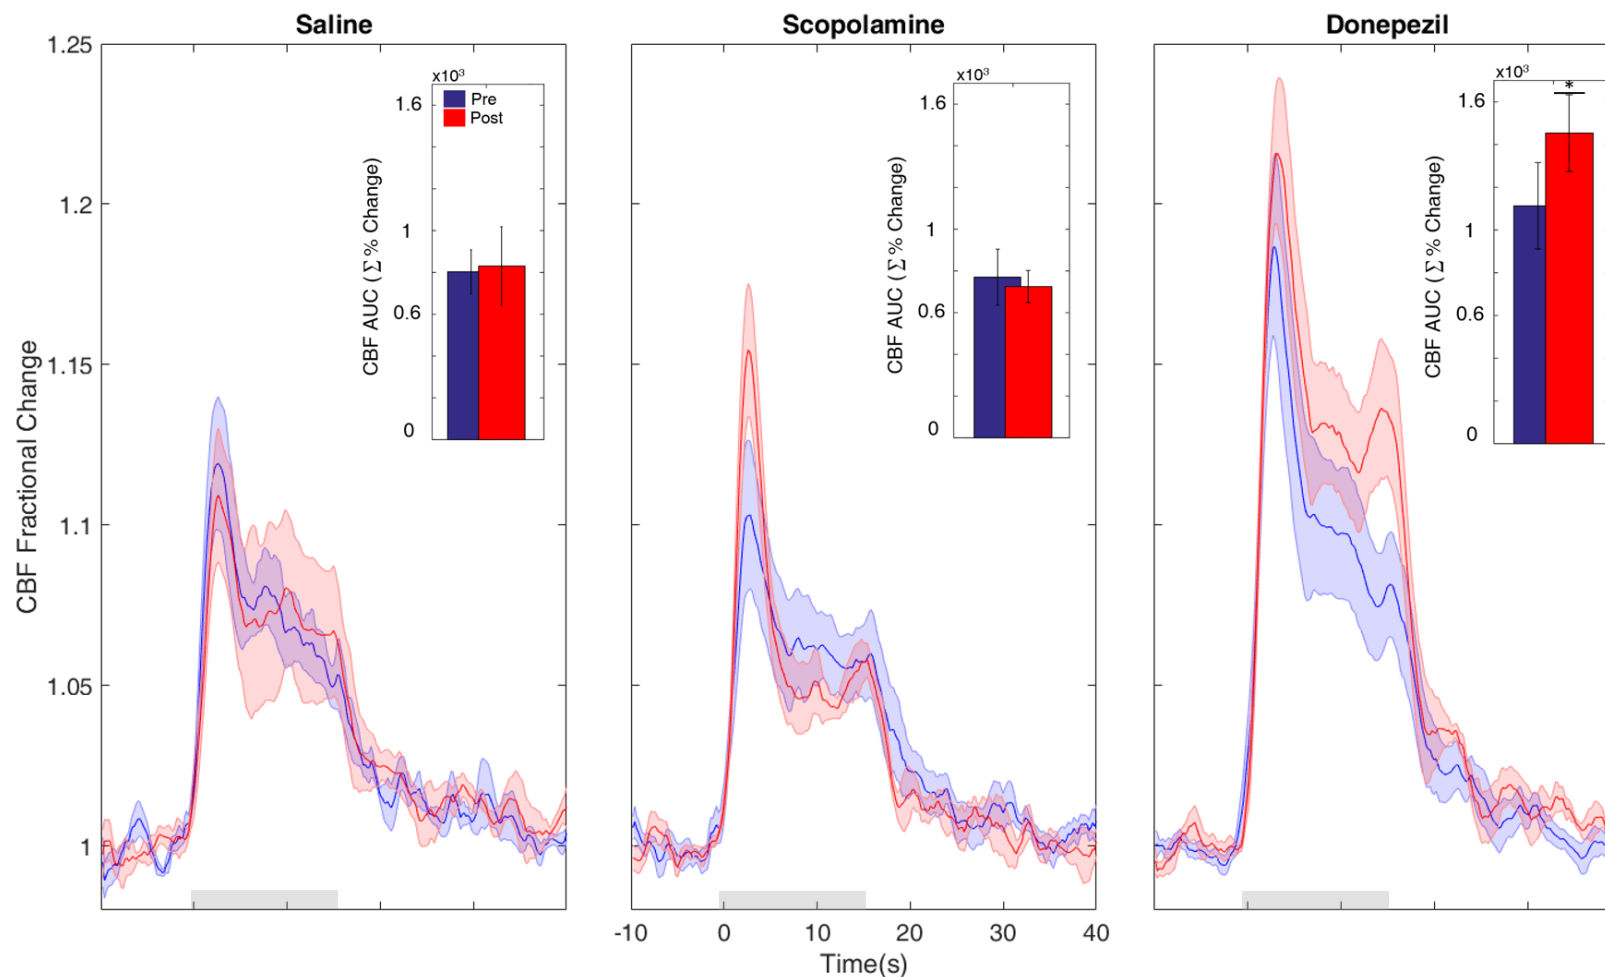 Saline
Scopolamine
Donepezil
CBF Fractional Change
1.25
1.2
1.15
1.1
1.05
1
x10³
1.6
1
0.6
0
CBF AUC (Σ % Change)
Pre
Post
x10³
1.6
1
0.6
0
CBF AUC (Σ % Change)
x10³
1.6
1
0.6
0
CBF AUC (Σ % Change)
*
-10 0 10 20 30 40
Time(s)